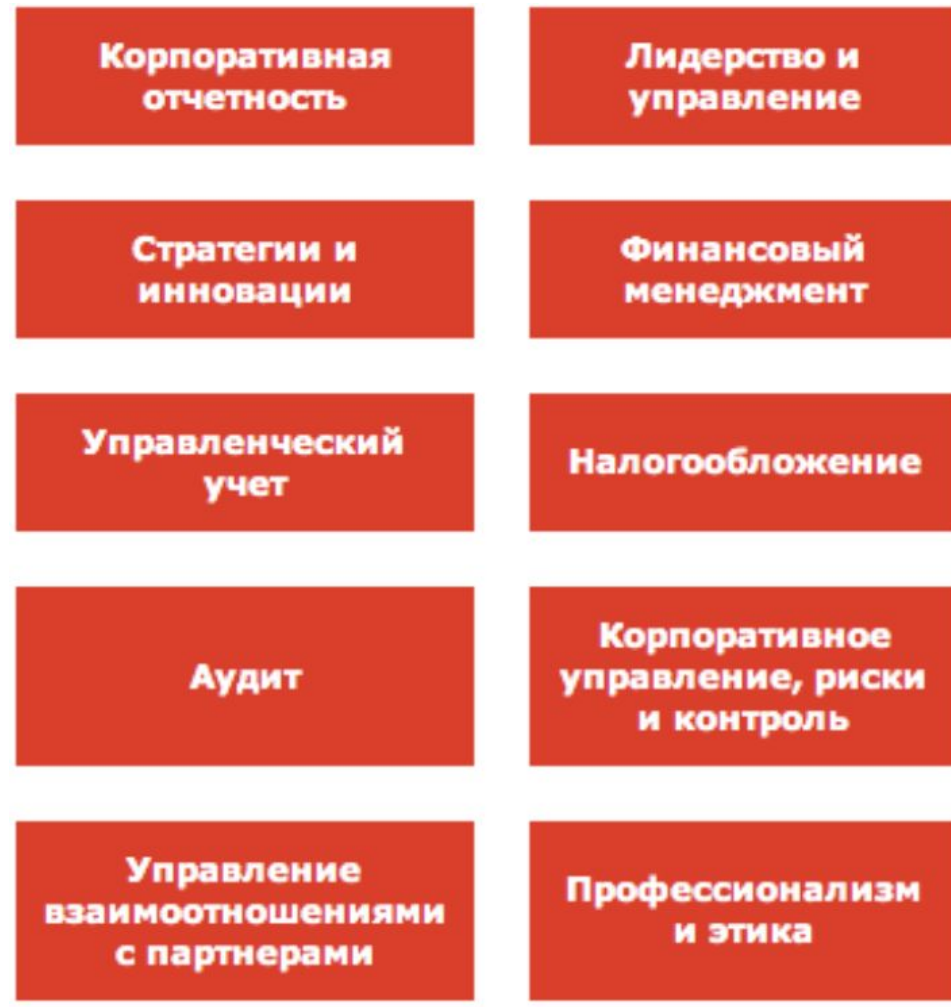 Корпоративная
отчетность
Лидерство и
управление
Стратегии и
инновации
Финансовый
менеджмент
Управленческий
учет
Налогообложение
Аудит
Корпоративное
управление, риски
и контроль
Управление
взаимоотношениями
с партнерами
Профессионализм
и этика